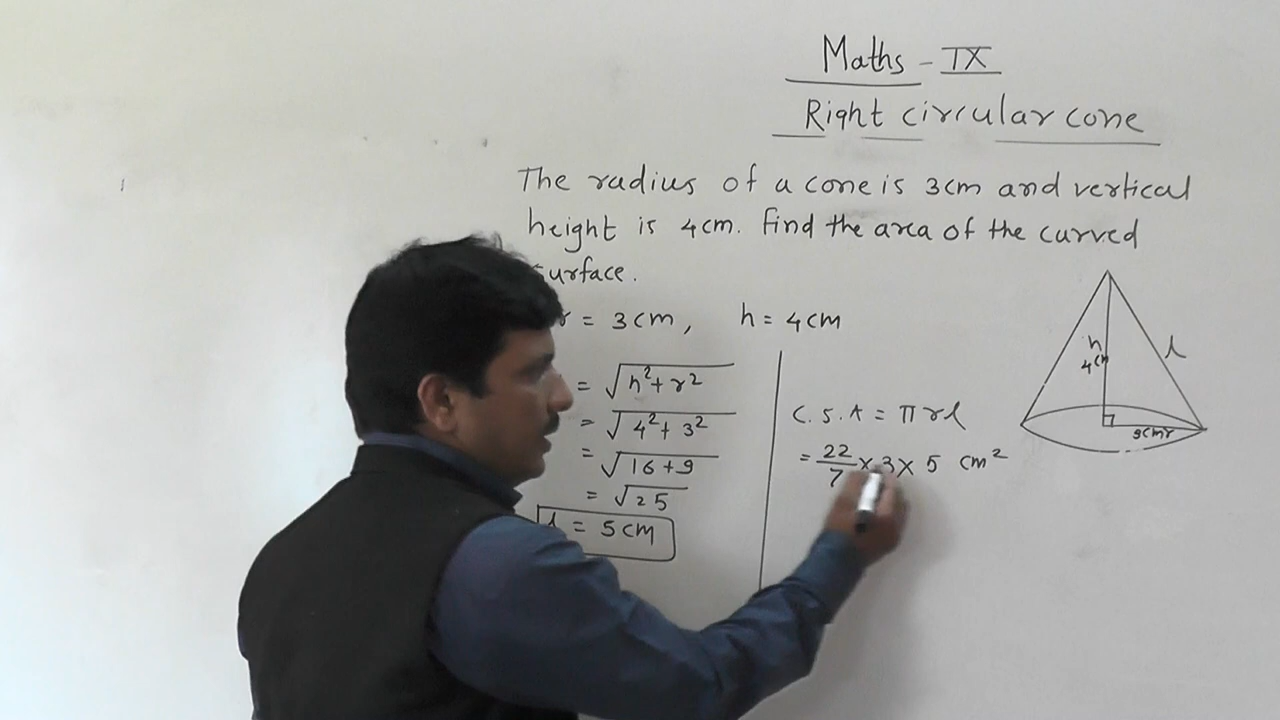 Maths - IX
Right circular cone
The radius of a cone is 3cm and vertical
height is 4cm. Find the area of the curved
surface.
r = 3cm, h = 4cm
= √h²+r²
= √4²+3²
= √16+9
= √25
l = 5cm
C.S.A = πrl
= 22/7 × 3 × 5 cm²
h
4cm
l
3cm r